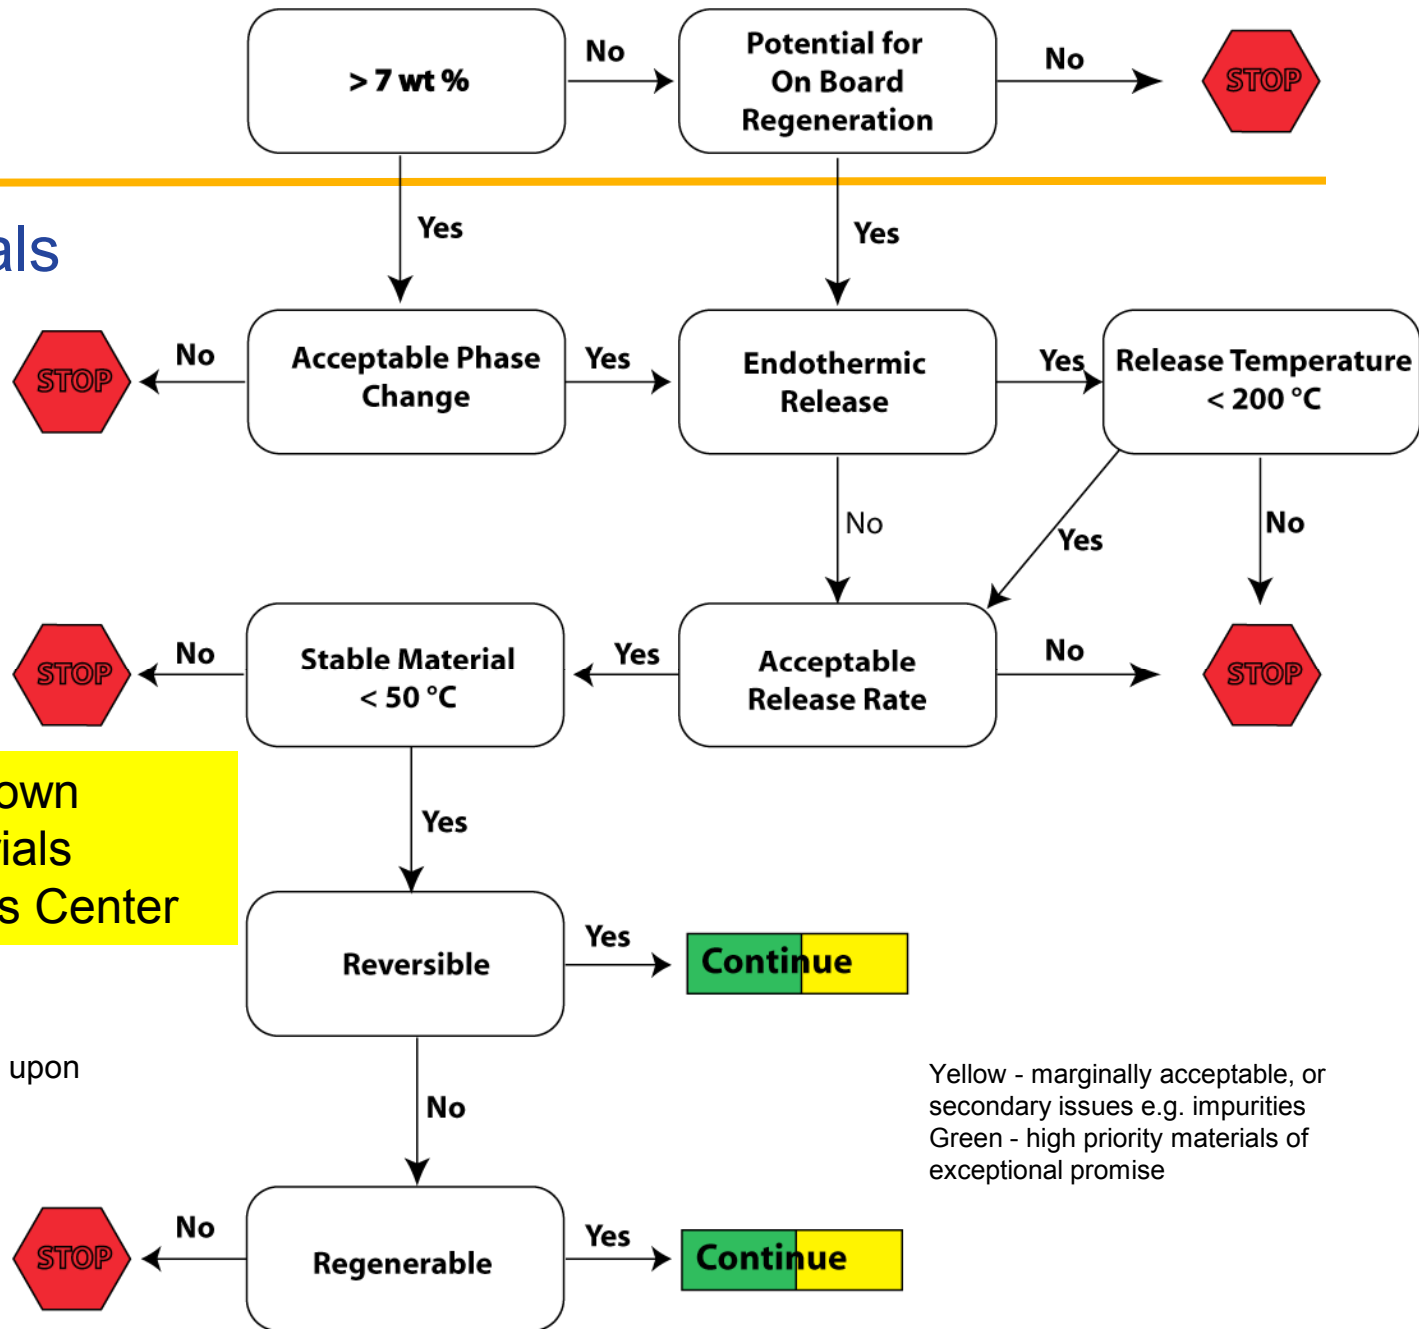 > 7 wt %
No
Potential for
On Board
Regeneration
No
STOP
Yes
Yes
als
STOP
No
Acceptable Phase
Change
Yes
Endothermic
Release
Yes
Release Temperature
< 200 °C
No
Yes
No
STOP
No
Stable Material
< 50 °C
Yes
Acceptable
Release Rate
No
STOP
own
rials
s Center
Yes
Reversible
Yes
Continue
upon
No
Yellow - marginally acceptable, or
secondary issues e.g. impurities
Green - high priority materials of
exceptional promise
STOP
No
Regenerable
Yes
Continue